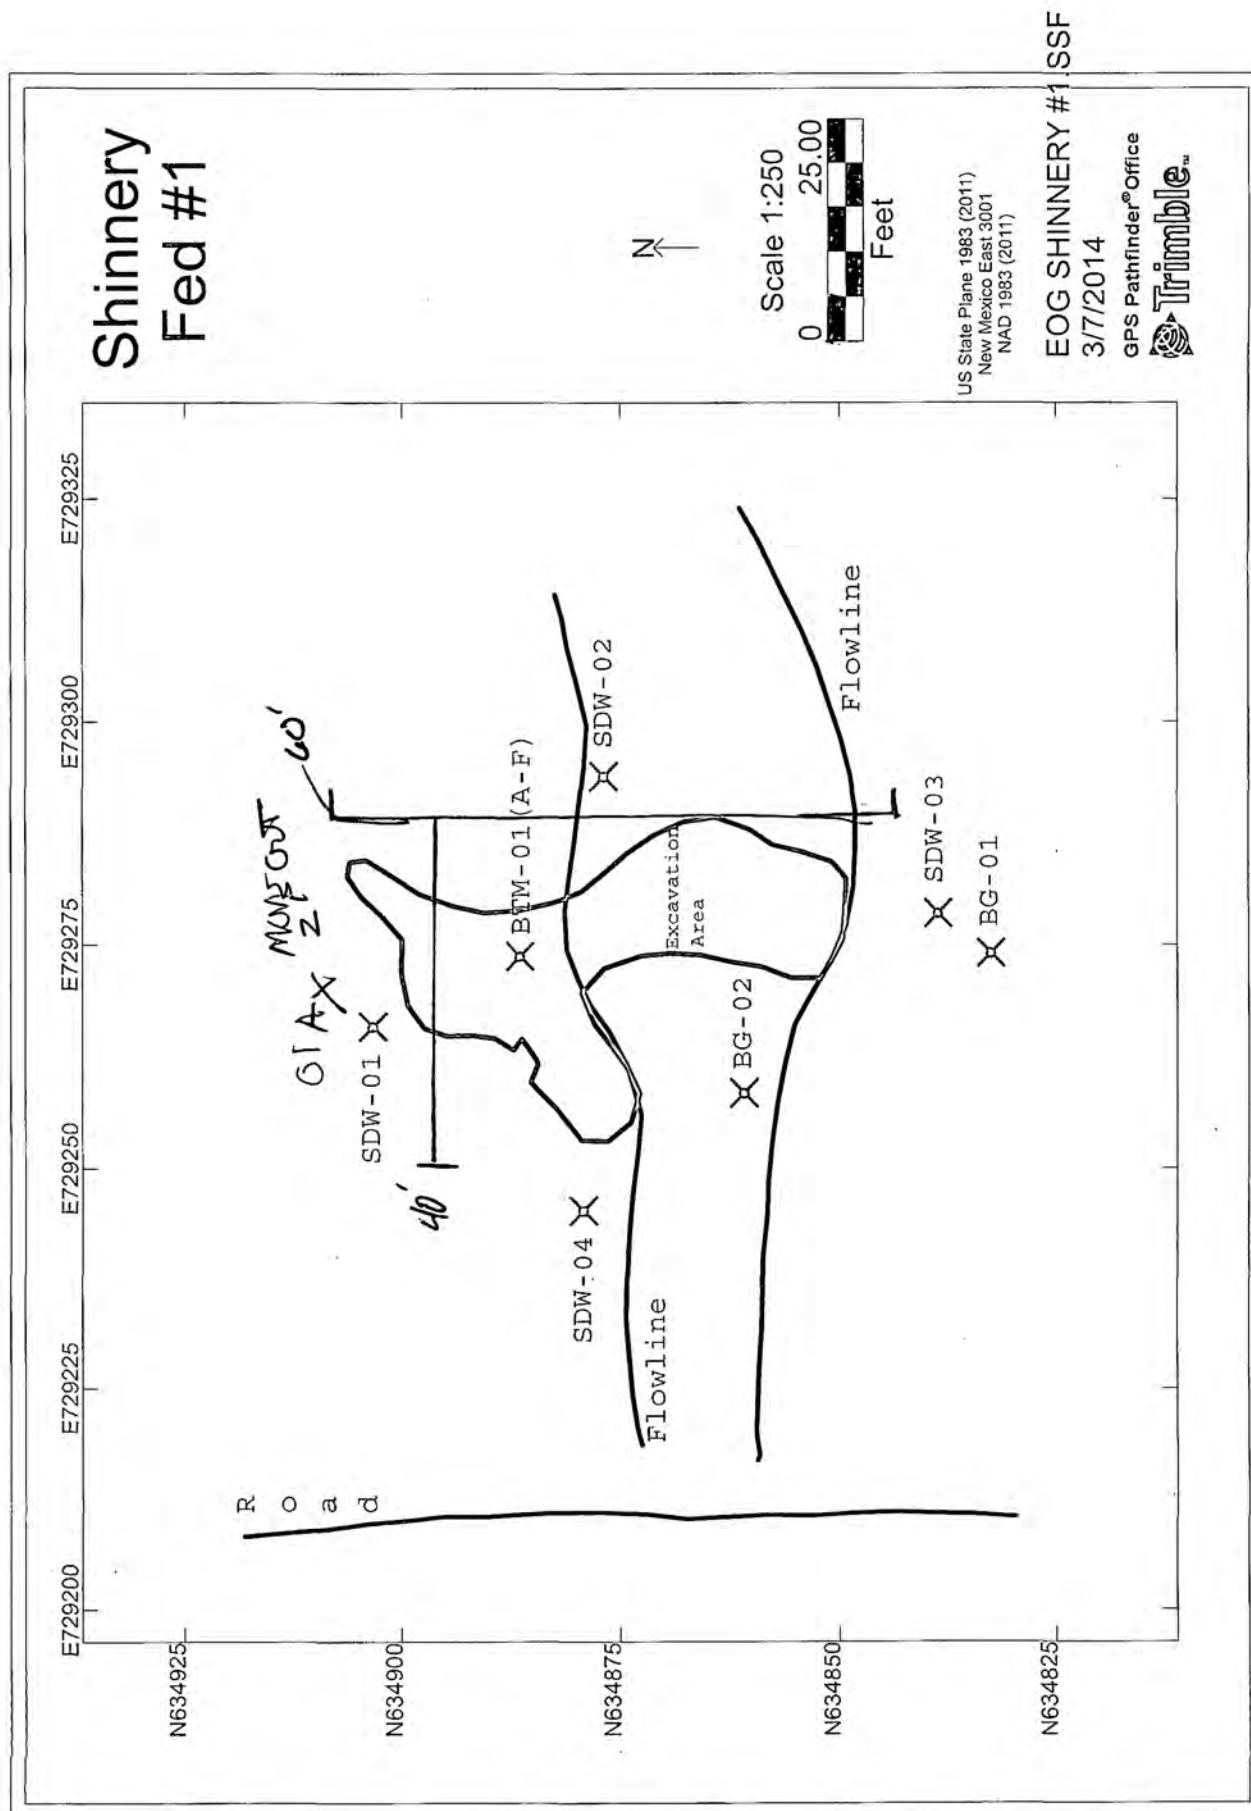 Shinnery
Fed #1
N
Scale 1:250
0 25.00
Feet
US State Plane 1983 (2011)
New Mexico East 3001
NAD 1983 (2011)
EOG SHINNERY #1.SSF
3/7/2014
GPS Pathfinder® Office
Trimble™
E729200
E729225
E729250
E729275
E729300
E729325
N634925
N634900
N634875
N634850
N634825
Road
60'
40'
SDW-01
BTM-01 (A-F)
SDW-02
SDW-04
Excavation
Area
BG-02
SDW-03
BG-01
Flowline
Flowline